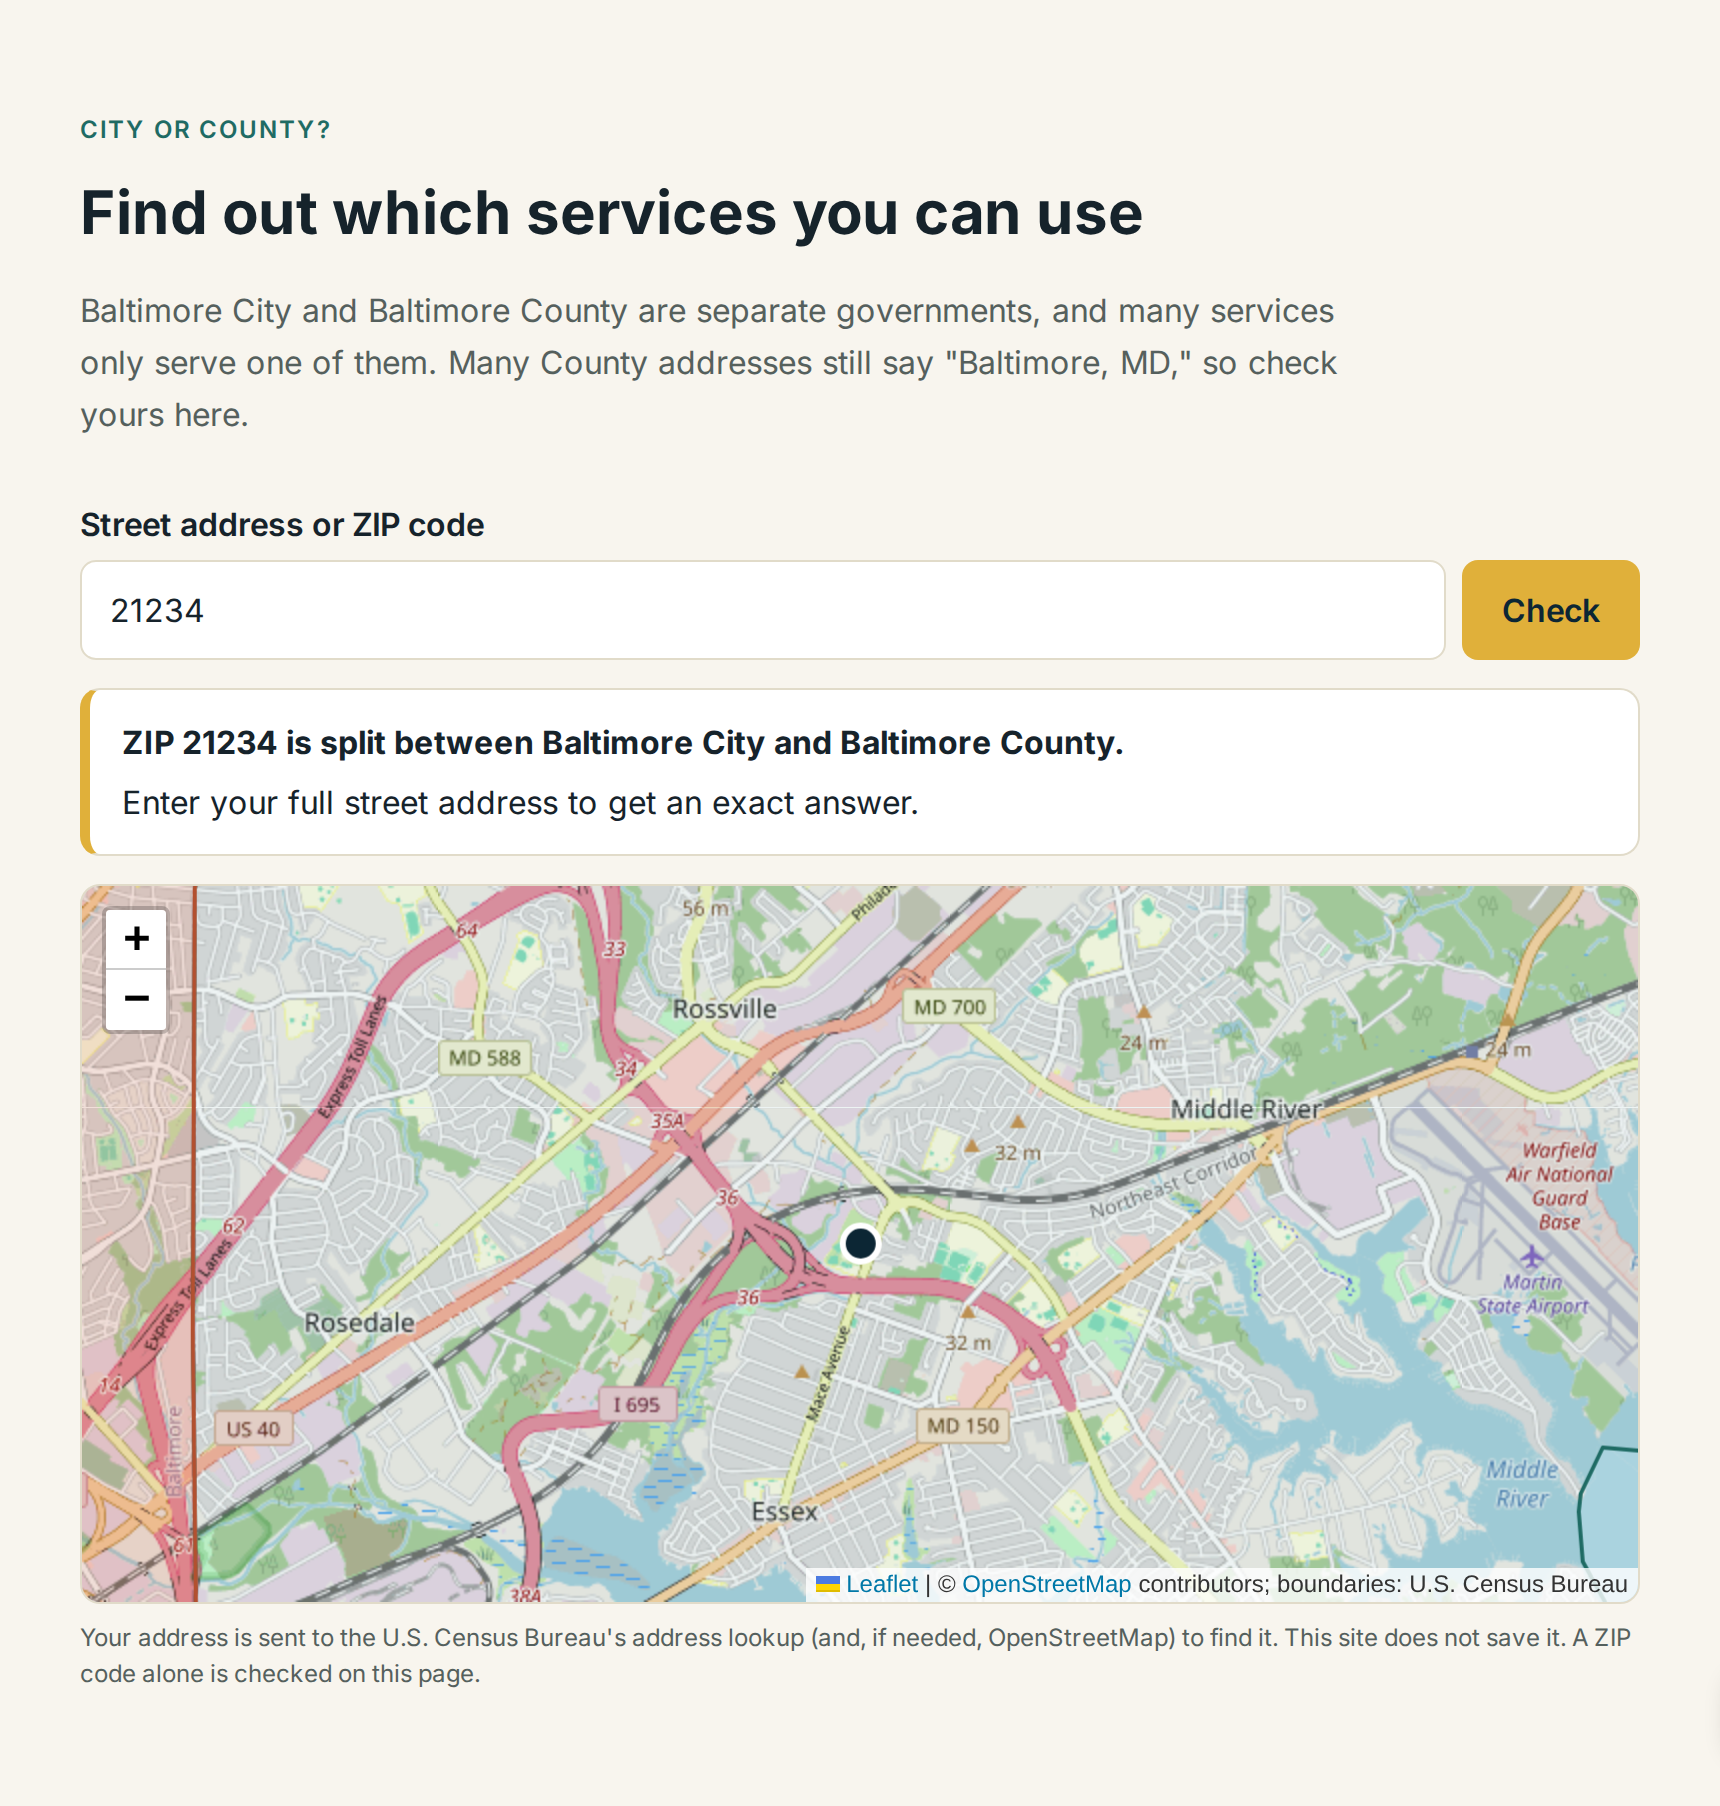 CITY OR COUNTY?
Find out which services you can use
Baltimore City and Baltimore County are separate governments, and many services
only serve one of them. Many County addresses still say "Baltimore, MD," so check
yours here.
Street address or ZIP code
21234
Check
ZIP 21234 is split between Baltimore City and Baltimore County.
Enter your full street address to get an exact answer.
+
−
64
33
56 m
Rossville
MD 700
MD 588
Express Toll Lanes
34
24 m
24 m
35A
Middle River
32 m
Northeast Corridor
Warfield
Air National
Guard
Base
36
62
Express Toll Lanes
Martin
State Airport
36
Rosedale
32 m
Mace Avenue
14
I 695
US 40
MD 150
Baltimore
Middle
River
Essex
61
38A
Leaflet | © OpenStreetMap contributors; boundaries: U.S. Census Bureau
Your address is sent to the U.S. Census Bureau's address lookup (and, if needed, OpenStreetMap) to find it. This site does not save it. A ZIP
code alone is checked on this page.